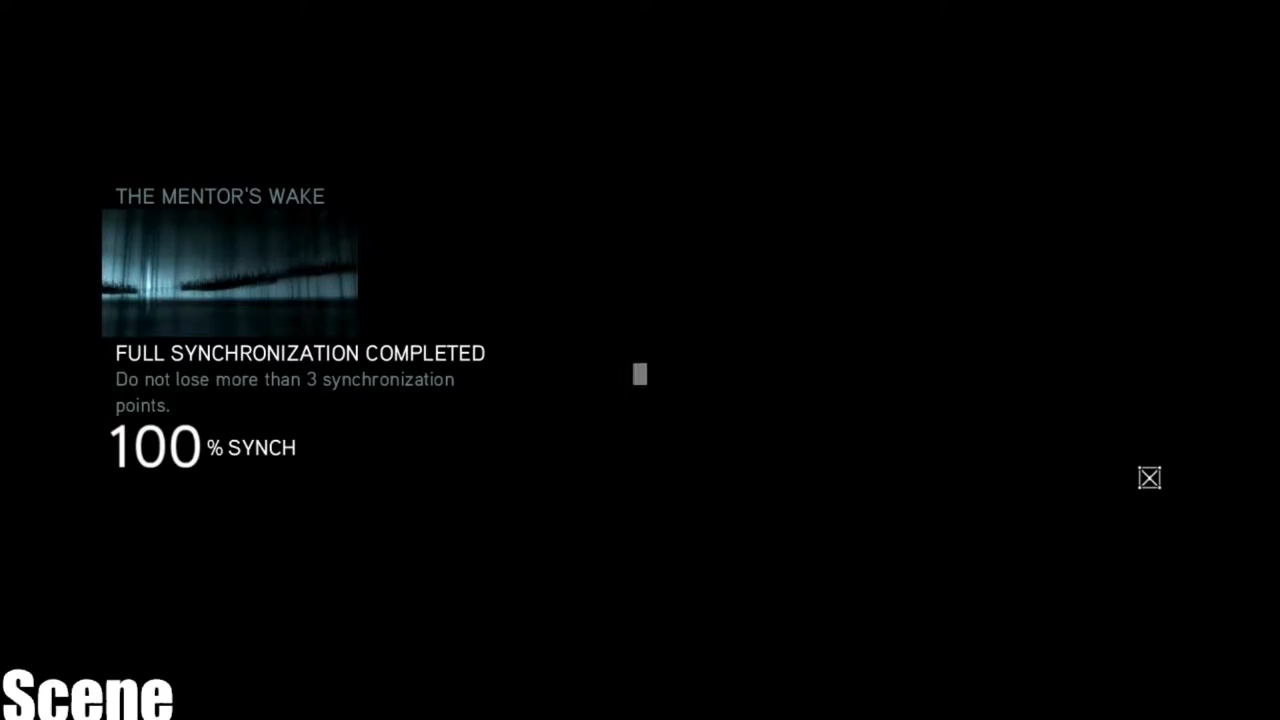 THE MENTOR'S WAKE
FULL SYNCHRONIZATION COMPLETED
Do not lose more than 3 synchronization
points.
100 % SYNCH
Scene